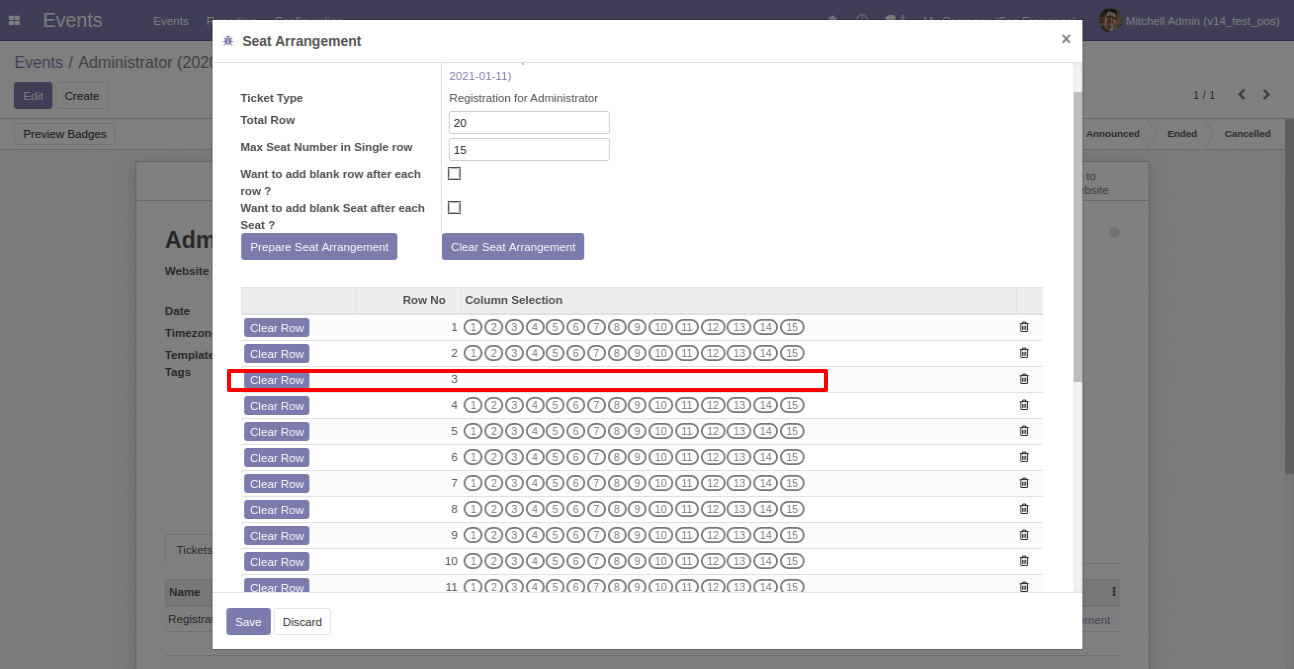 Events
Events
Mitchell Admin (v14_test_pos)
Events / Administrator (202
Edit
Create
1 / 1
Preview Badges
Announced
Ended
Cancelled
to
Adm
Website
Date
Template
Tags
Tickets
Name
Seat Arrangement
×
2021-01-11)
Ticket Type
Registration for Administrator
Total Row
20
Max Seat Number in Single row
15
Want to add blank row after each
row ?
Want to add blank Seat after each
Seat ?
Prepare Seat Arrangement
Clear Seat Arrangement
Row No
Column Selection
Clear Row 1 1 2 3 4 5 6 7 8 9 10 11 12 13 14 15
Clear Row 2 1 2 3 4 5 6 7 8 9 10 11 12 13 14 15
Clear Row 3
Clear Row 4 1 2 3 4 5 6 7 8 9 10 11 12 13 14 15
Clear Row 5 1 2 3 4 5 6 7 8 9 10 11 12 13 14 15
Clear Row 6 1 2 3 4 5 6 7 8 9 10 11 12 13 14 15
Clear Row 7 1 2 3 4 5 6 7 8 9 10 11 12 13 14 15
Clear Row 8 1 2 3 4 5 6 7 8 9 10 11 12 13 14 15
Clear Row 9 1 2 3 4 5 6 7 8 9 10 11 12 13 14 15
Clear Row 10 1 2 3 4 5 6 7 8 9 10 11 12 13 14 15
Clear Row 11 1 2 3 4 5 6 7 8 9 10 11 12 13 14 15
Save
Discard